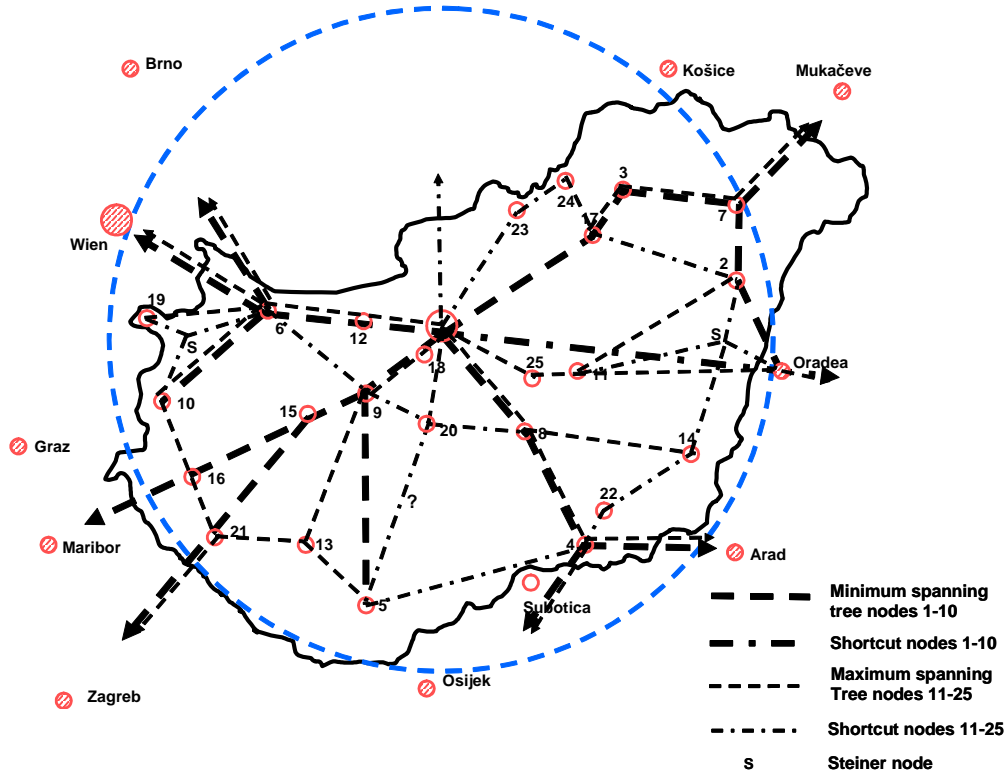 Brno
Košice
Mukačeve
3
24
17
7
23
Wien
2
19
6
12
S
S
18
25
11
Oradea
10
15
9
20
8
14
Graz
16
?
22
21
13
4
Maribor
Arad
5
Subotica
Osijek
Zagreb
Minimum spanning
tree nodes 1-10
Shortcut nodes 1-10
Maximum spanning
Tree nodes 11-25
Shortcut nodes 11-25
S Steiner node